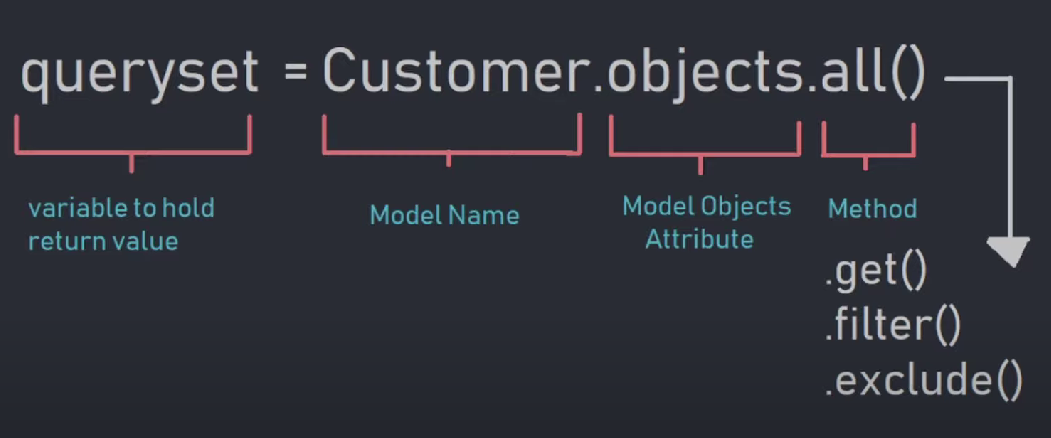 queryset = Customer.objects.all()
variable to hold
return value
Model Name
Model Objects
Attribute
Method
.get()
.filter()
.exclude()